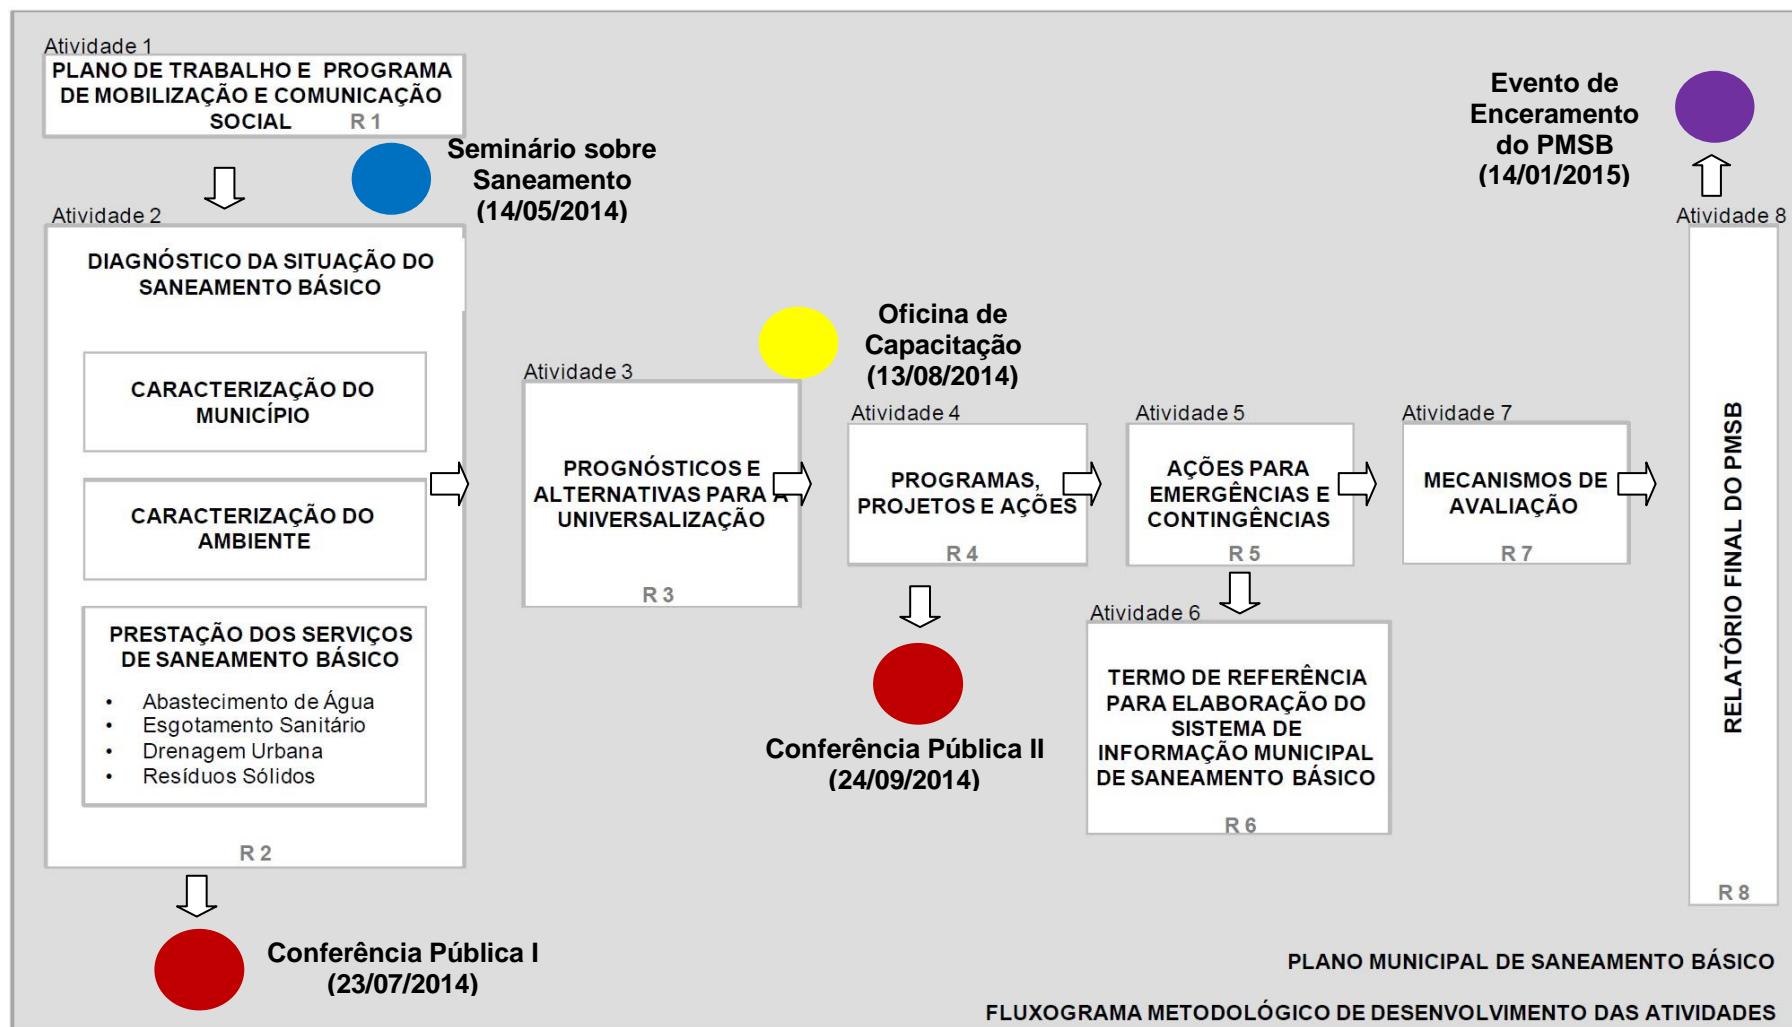 Atividade 1
PLANO DE TRABALHO E PROGRAMA
DE MOBILIZAÇÃO E COMUNICAÇÃO
SOCIAL R 1
Seminário sobre
Saneamento
(14/05/2014)
Evento de
Enceramento
do PMSB
(14/01/2015)
Atividade 2
DIAGNÓSTICO DA SITUAÇÃO DO
SANEAMENTO BÁSICO
CARACTERIZAÇÃO DO
MUNICÍPIO
CARACTERIZAÇÃO DO
AMBIENTE
PRESTAÇÃO DOS SERVIÇOS
DE SANEAMENTO BÁSICO
• Abastecimento de Água
• Esgotamento Sanitário
• Drenagem Urbana
• Resíduos Sólidos
R 2
Conferência Pública I
(23/07/2014)
Atividade 3
PROGNÓSTICOS E
ALTERNATIVAS PARA A
UNIVERSALIZAÇÃO
R 3
Oficina de
Capacitação
(13/08/2014)
Atividade 4
PROGRAMAS,
PROJETOS E AÇÕES
R 4
Conferência Pública II
(24/09/2014)
Atividade 5
AÇÕES PARA
EMERGÊNCIAS E
CONTINGÊNCIAS
R 5
Atividade 6
TERMO DE REFERÊNCIA
PARA ELABORAÇÃO DO
SISTEMA DE
INFORMAÇÃO MUNICIPAL
DE SANEAMENTO BÁSICO
R 6
Atividade 7
MECANISMOS DE
AVALIAÇÃO
R 7
Atividade 8
RELATÓRIO FINAL DO PMSB
R 8
PLANO MUNICIPAL DE SANEAMENTO BÁSICO
FLUXOGRAMA METODOLÓGICO DE DESENVOLVIMENTO DAS ATIVIDADES